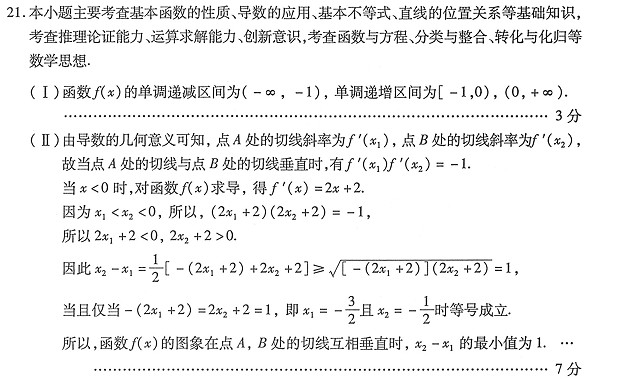 21. 本小题主要考查基本函数的性质、导数的应用、基本不等式、直线的位置关系等基础知识,
考查推理论证能力、运算求解能力、创新意识,考查函数与方程、分类与整合、转化与化归等
数学思想.
(Ⅰ)函数f(x)的单调递减区间为(-∞, -1), 单调递增区间为[-1,0), (0, +∞).
…………………………………………………………………………… 3 分
(Ⅱ)由导数的几何意义可知, 点A处的切线斜率为f′(x₁), 点B处的切线斜率为f′(x₂),
故当点A处的切线与点B处的切线垂直时,有f′(x₁)f′(x₂) = -1.
当x<0时,对函数f(x)求导, 得f′(x)=2x+2.
因为x₁<x₂<0, 所以, (2x₁+2)(2x₂+2) = -1,
所以2x₁+2<0, 2x₂+2>0.
因此x₂-x₁=1/2[-(2x₁+2)+2x₂+2]≥√([-(2x₁+2)](2x₂+2))=1,
当且仅当-(2x₁+2)=2x₂+2=1, 即x₁=-3/2且x₂=-1/2时等号成立.
所以,函数f(x)的图象在点A, B处的切线互相垂直时, x₂-x₁的最小值为1. …
…………………………………………………………………………… 7 分